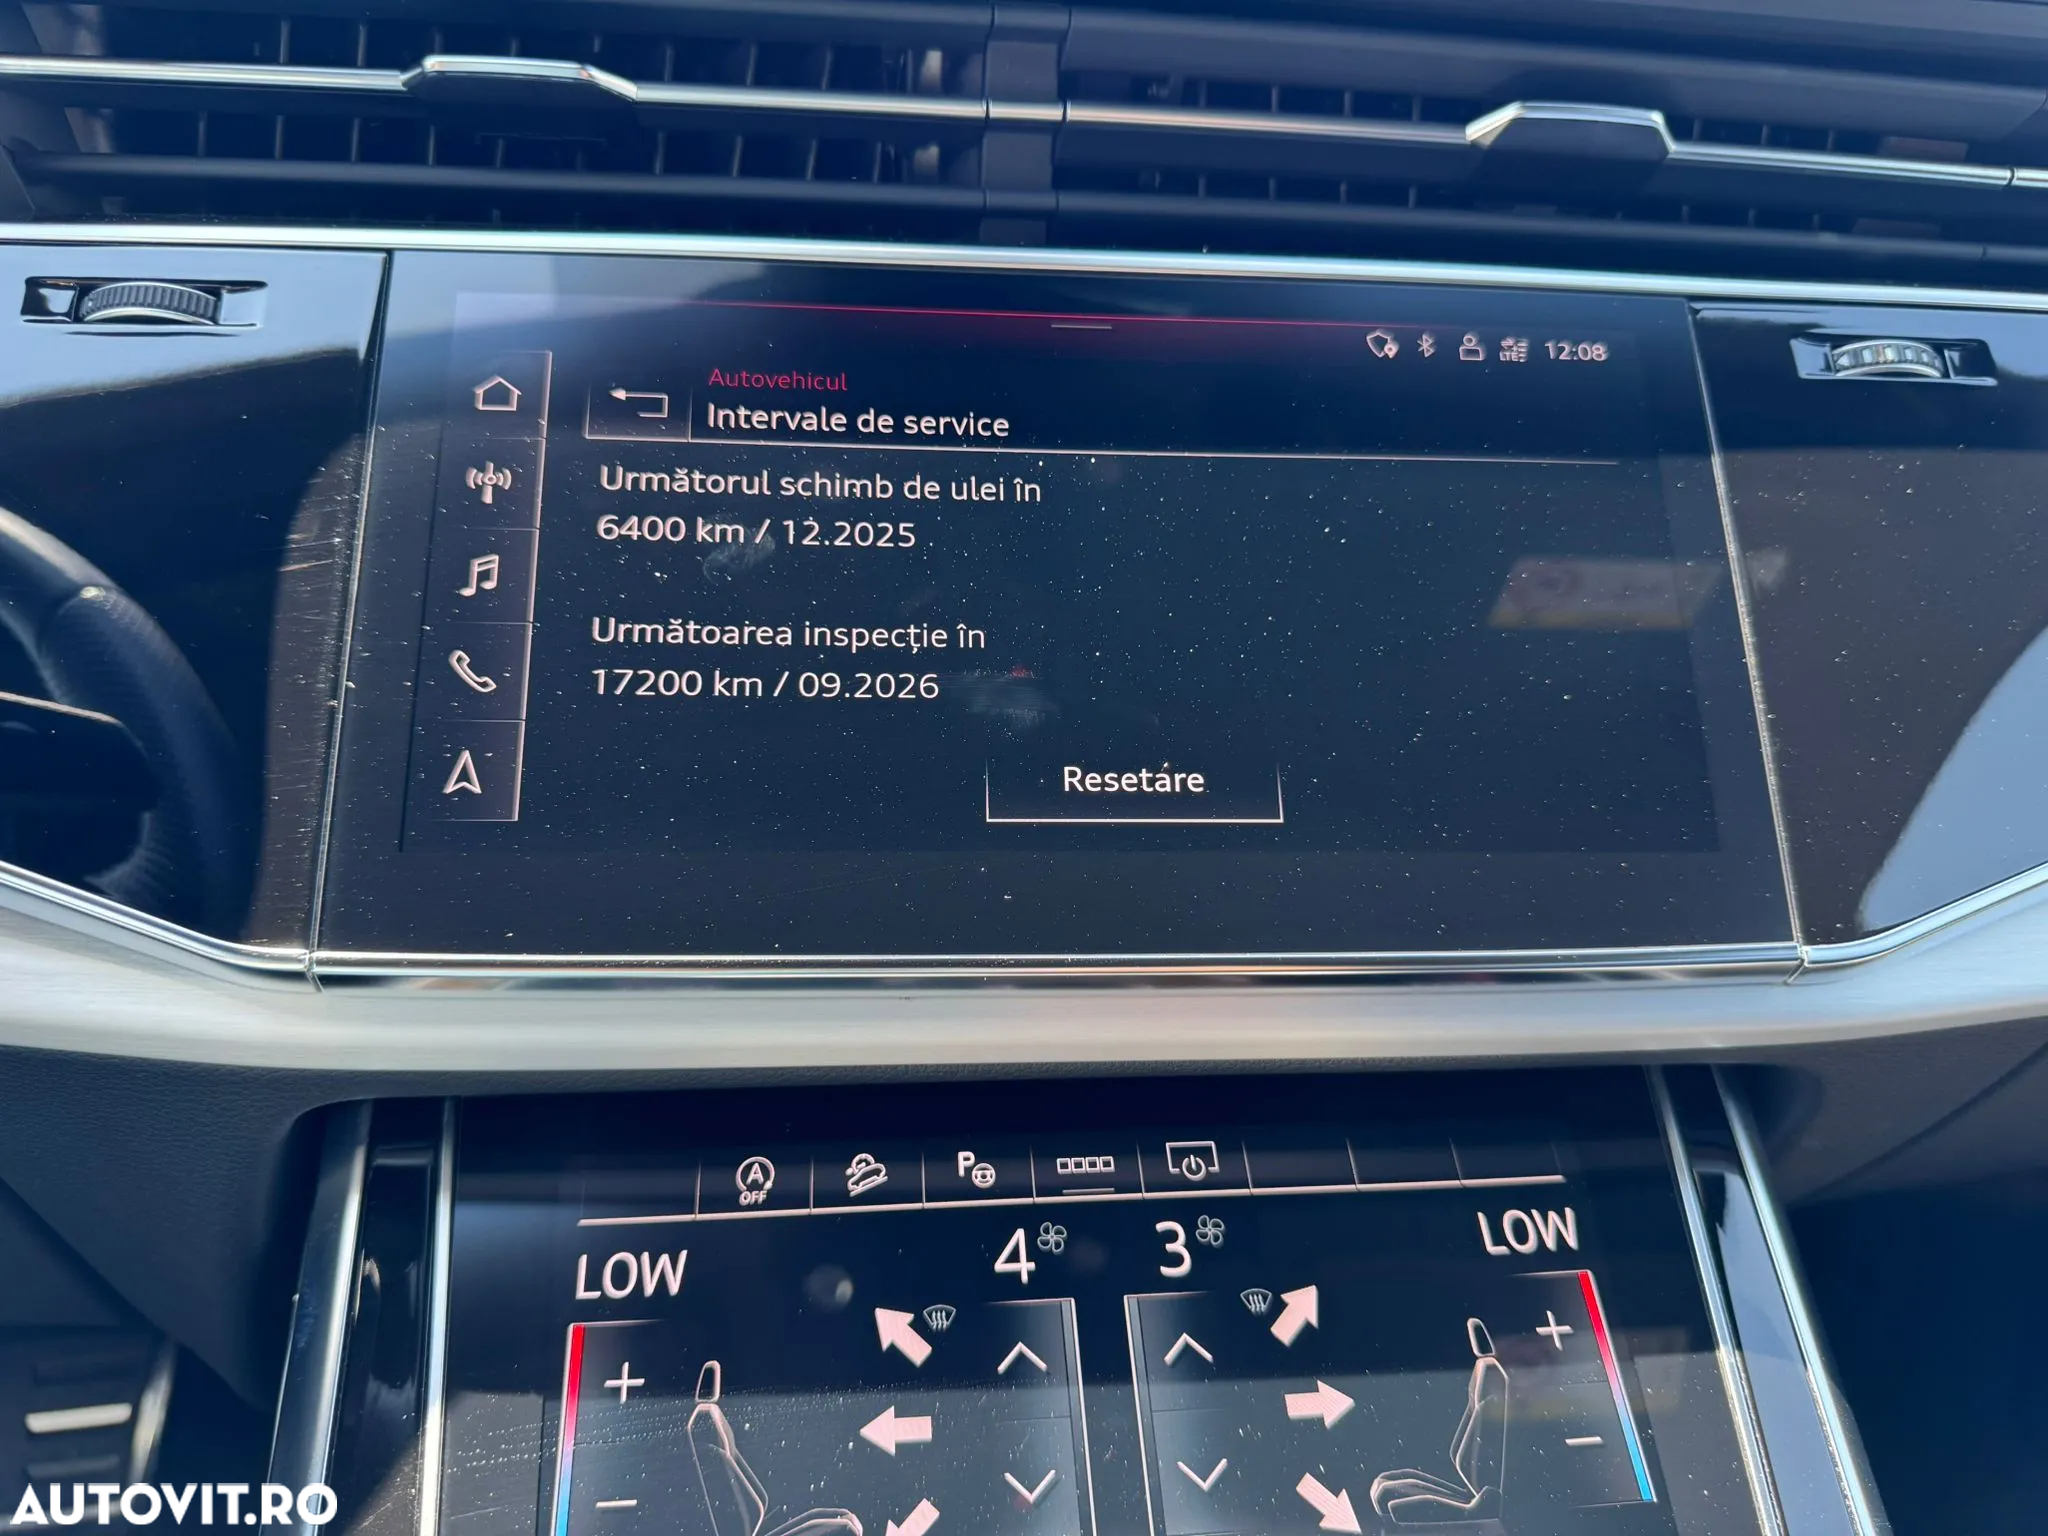 12:08
LTE
Autovehicul
Intervale de service
Următorul schimb de ulei în
6400 km / 12.2025
Următoarea inspecție în
17200 km / 09.2026
Resetare
A
OFF
P
LOW
4
3
LOW
AUTOVIT.RO